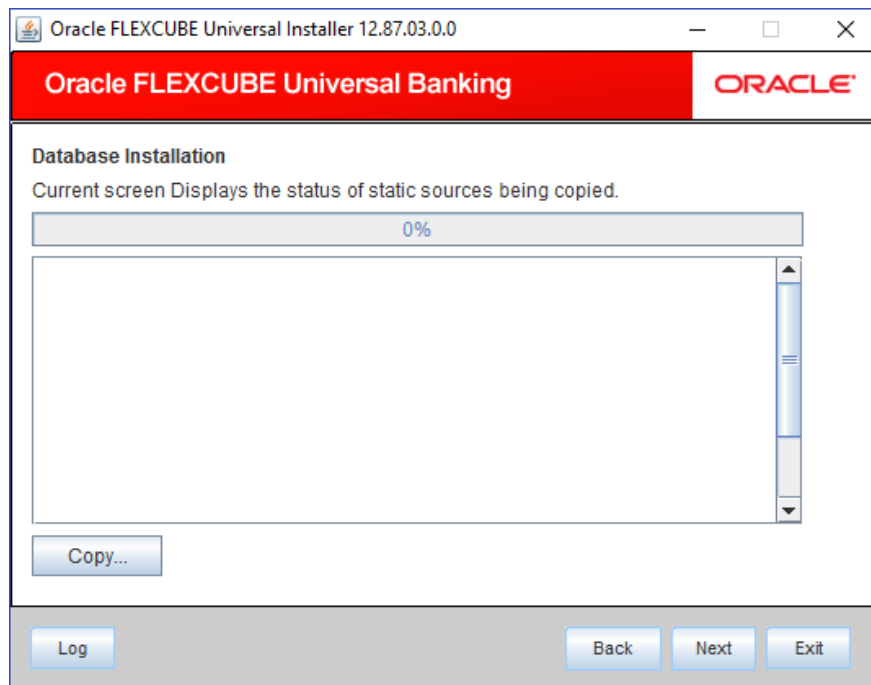 Oracle FLEXCUBE Universal Installer 12.87.03.0.0
Oracle FLEXCUBE Universal Banking
ORACLE
Database Installation
Current screen Displays the status of static sources being copied.
0%
Copy...
Log
Back
Next
Exit